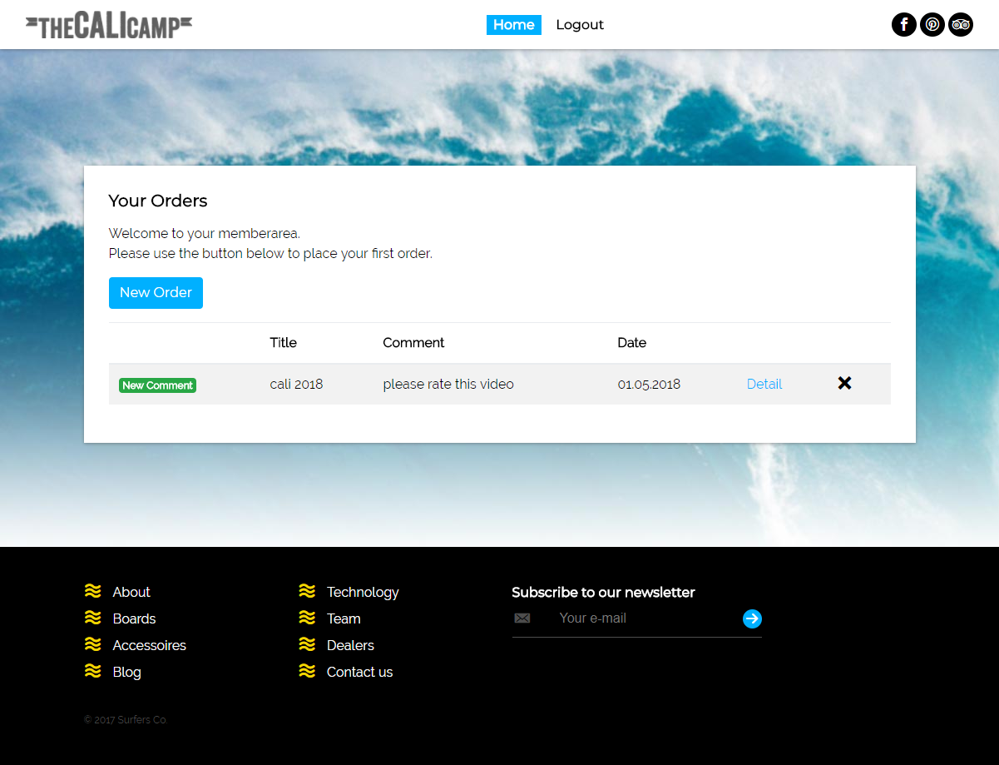 THECALICAMP
Home Logout
Your Orders
Welcome to your memberarea.
Please use the button below to place your first order.
New Order
Title Comment Date
New Comment cali 2018 please rate this video 01.05.2018 Detail
About Technology Subscribe to our newsletter
Boards Team Your e-mail
Accessoires Dealers
Blog Contact us
© 2017 Surfers Co.